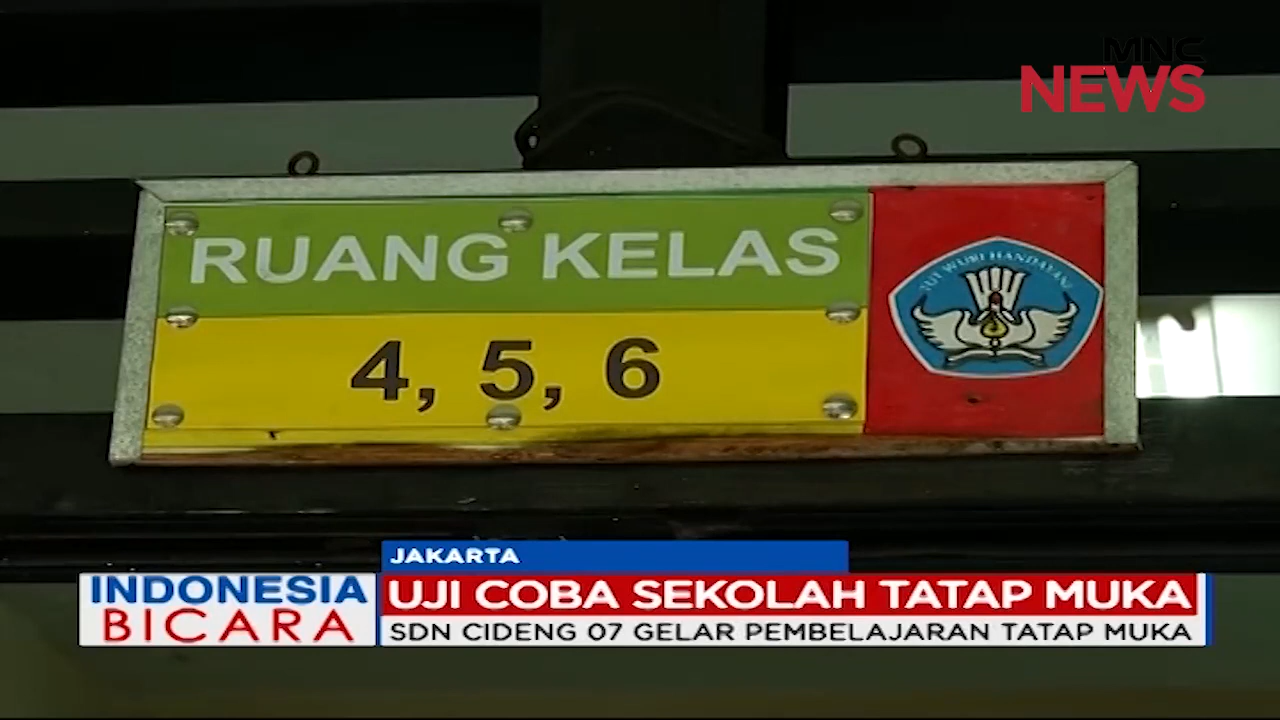 MNC
NEWS
RUANG KELAS
4, 5, 6
TUT WURI HANDAYANI
JAKARTA
INDONESIA
BICARA
UJI COBA SEKOLAH TATAP MUKA
SDN CIDENG 07 GELAR PEMBELAJARAN TATAP MUKA